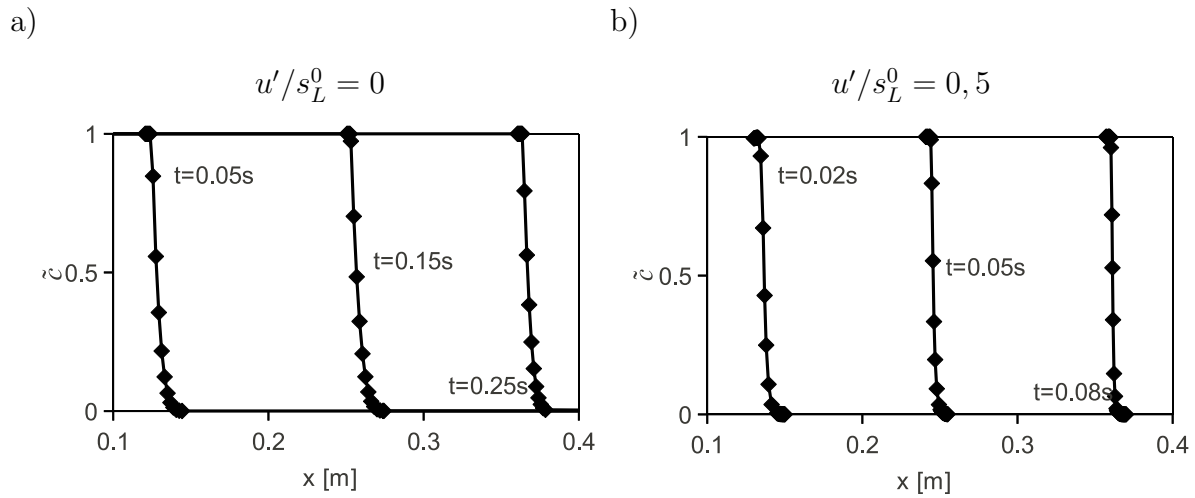 a)
u'/s_L^0 = 0
1
0.5
0
c̃
t=0.05s
t=0.15s
t=0.25s
0.1
0.2
0.3
0.4
x [m]
b)
u'/s_L^0 = 0,5
1
0.5
0
c̃
t=0.02s
t=0.05s
t=0.08s
0.1
0.2
0.3
0.4
x [m]